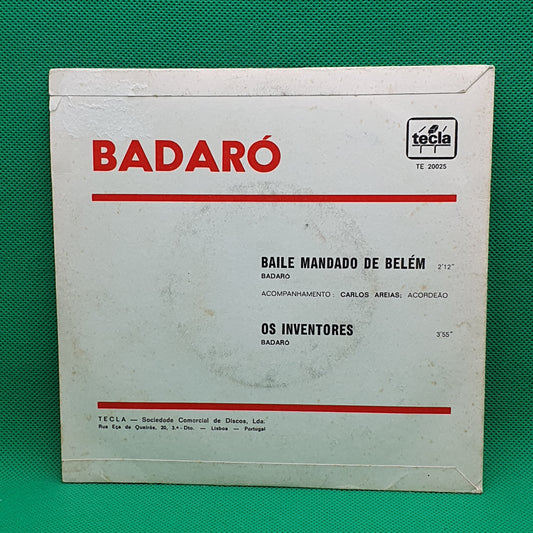 BADARÓ
tecla
TE 20025
BAILE MANDADO DE BELÉM 2'12"
BADARÓ
ACOMPANHAMENTO: CARLOS AREIAS; ACORDEÃO
OS INVENTORES 3'55"
BADARÓ
TECLA — Sociedade Comercial de Discos, Lda.
Rua Eça de Queirós, 20, 3.º-Dto. — Lisboa — Portugal